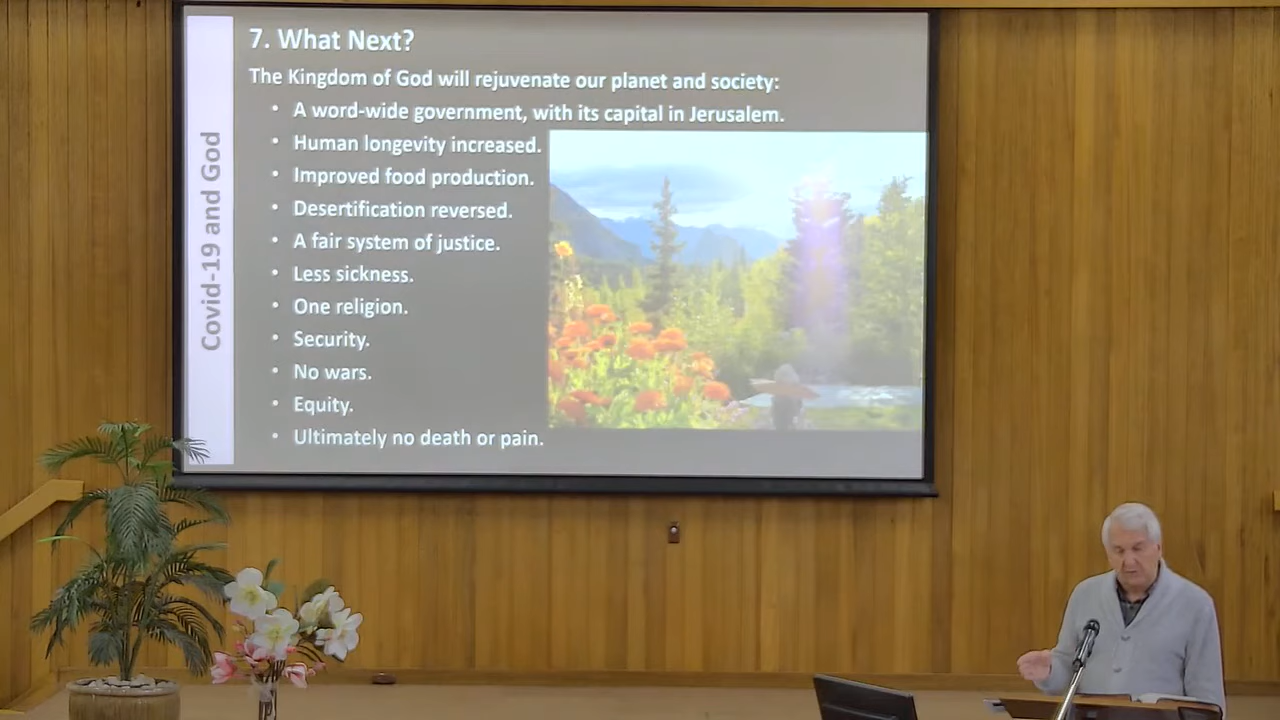 Covid-19 and God
7. What Next?
The Kingdom of God will rejuvenate our planet and society:
• A word-wide government, with its capital in Jerusalem.
• Human longevity increased.
• Improved food production.
• Desertification reversed.
• A fair system of justice.
• Less sickness.
• One religion.
• Security.
• No wars.
• Equity.
• Ultimately no death or pain.